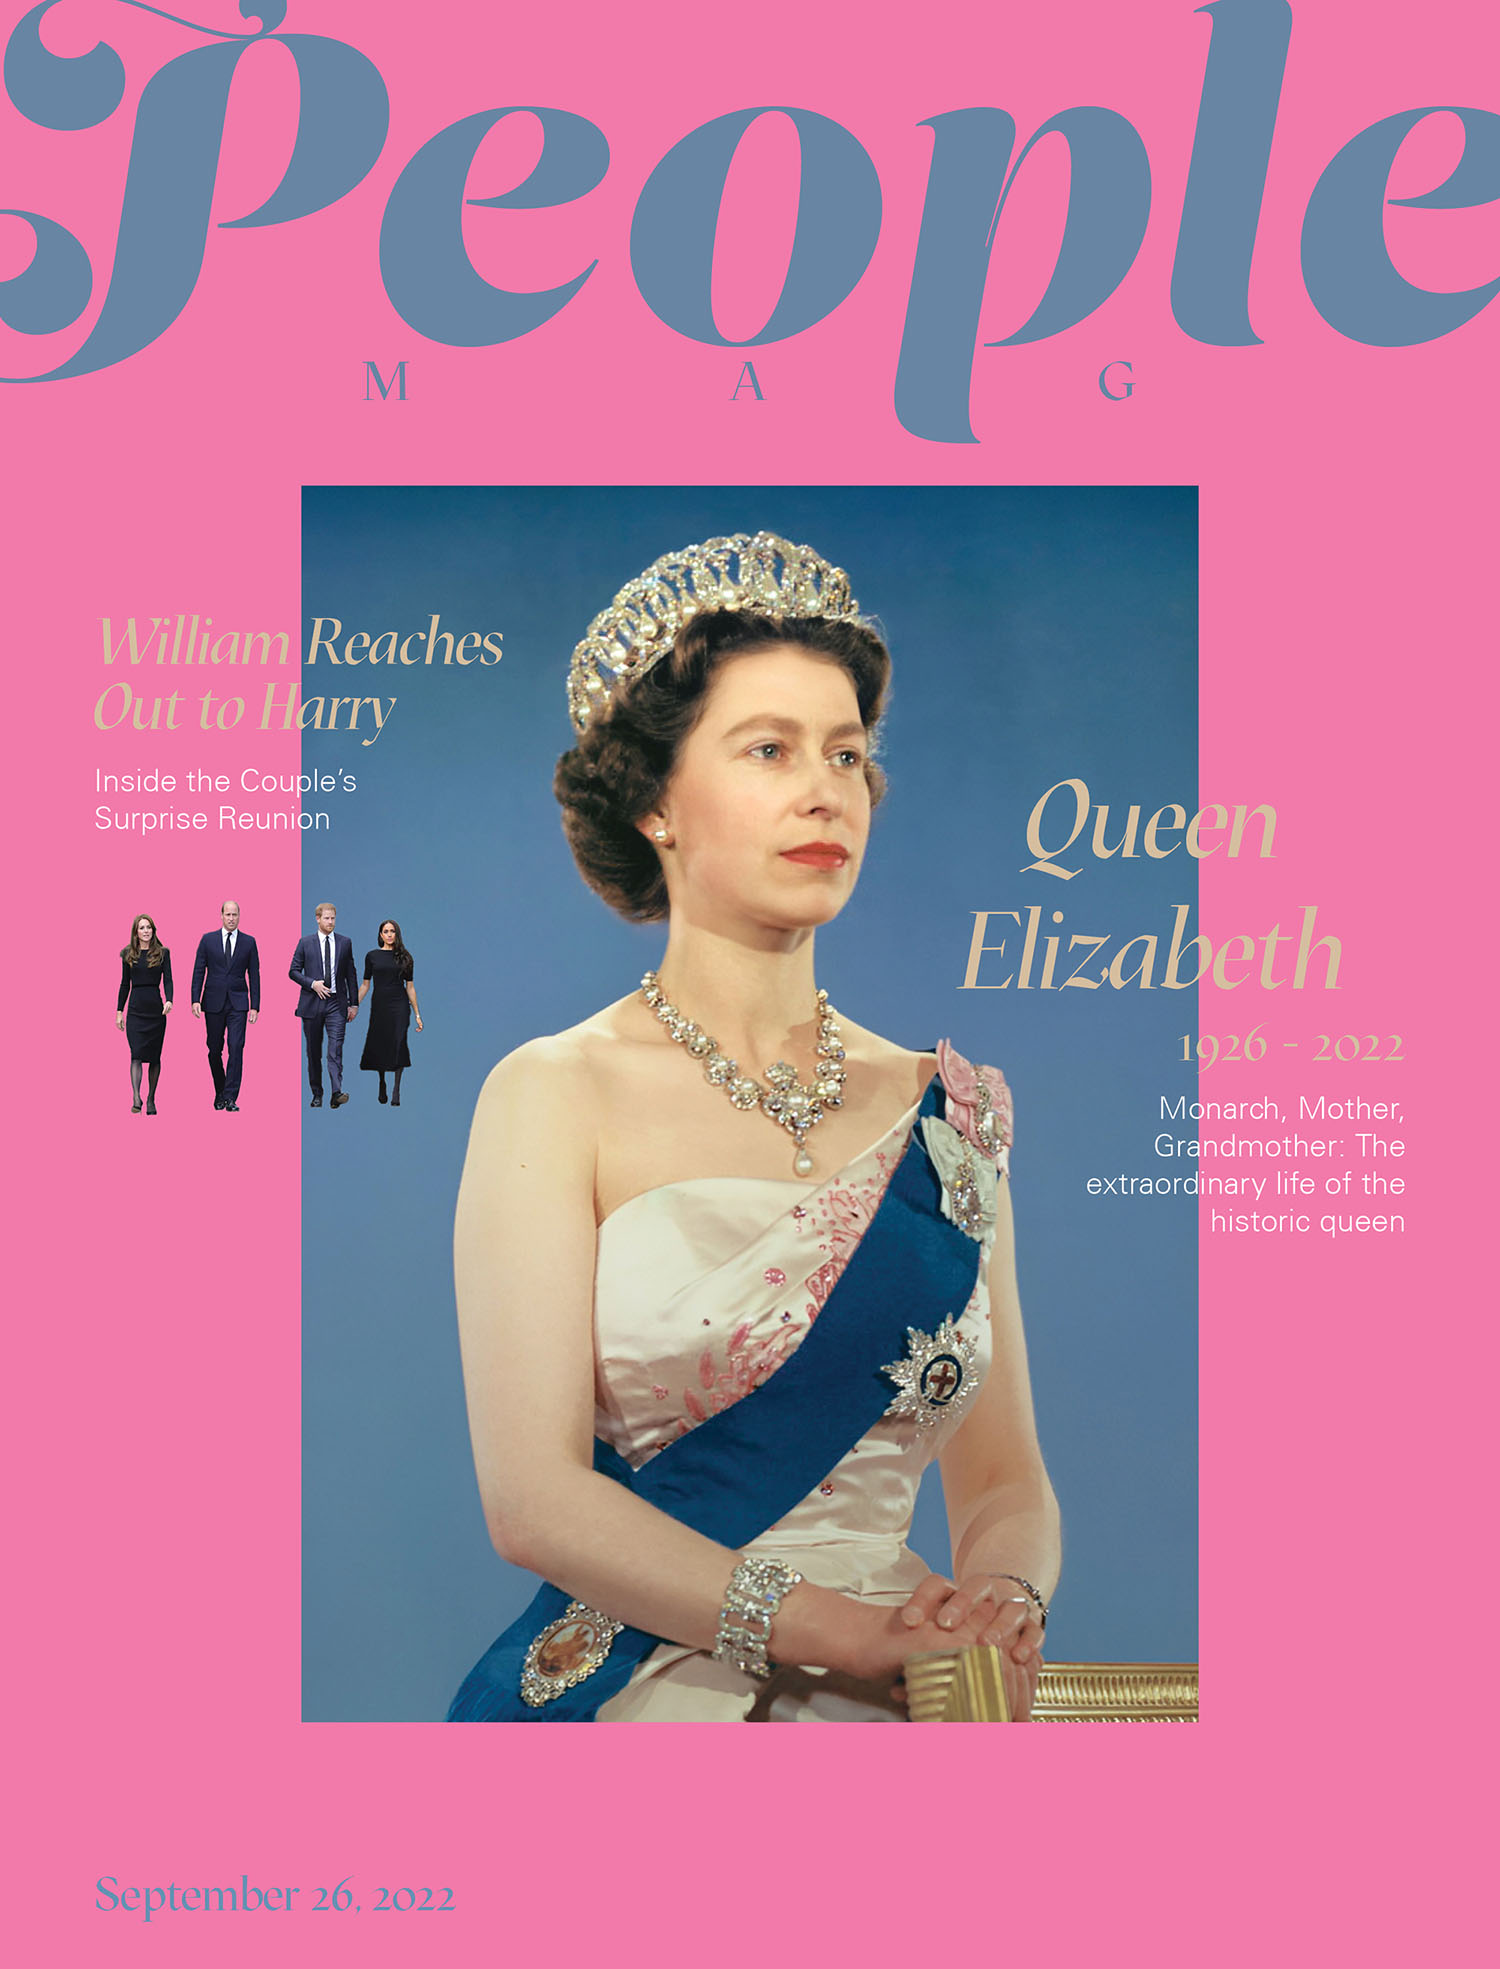 People
M A G
William Reaches
Out to Harry
Inside the Couple's
Surprise Reunion
Queen
Elizabeth
1926 - 2022
Monarch, Mother,
Grandmother: The
extraordinary life of the
historic queen
September 26, 2022